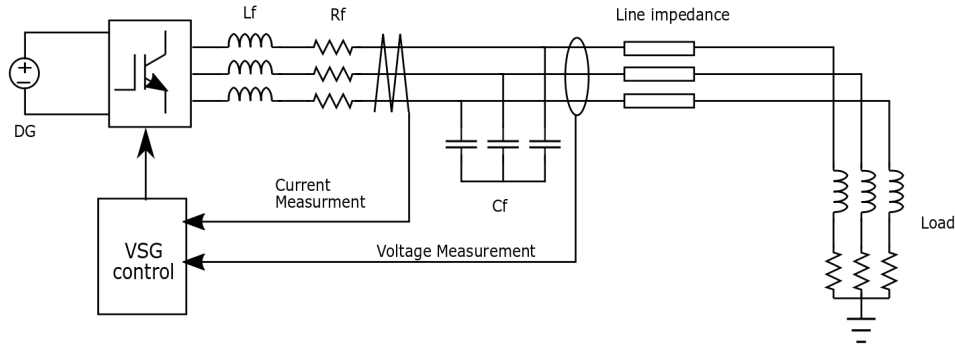 Lf
Rf
Line impedance
DG
Current
Measurment
Cf
Load
VSG
control
Voltage Measurement